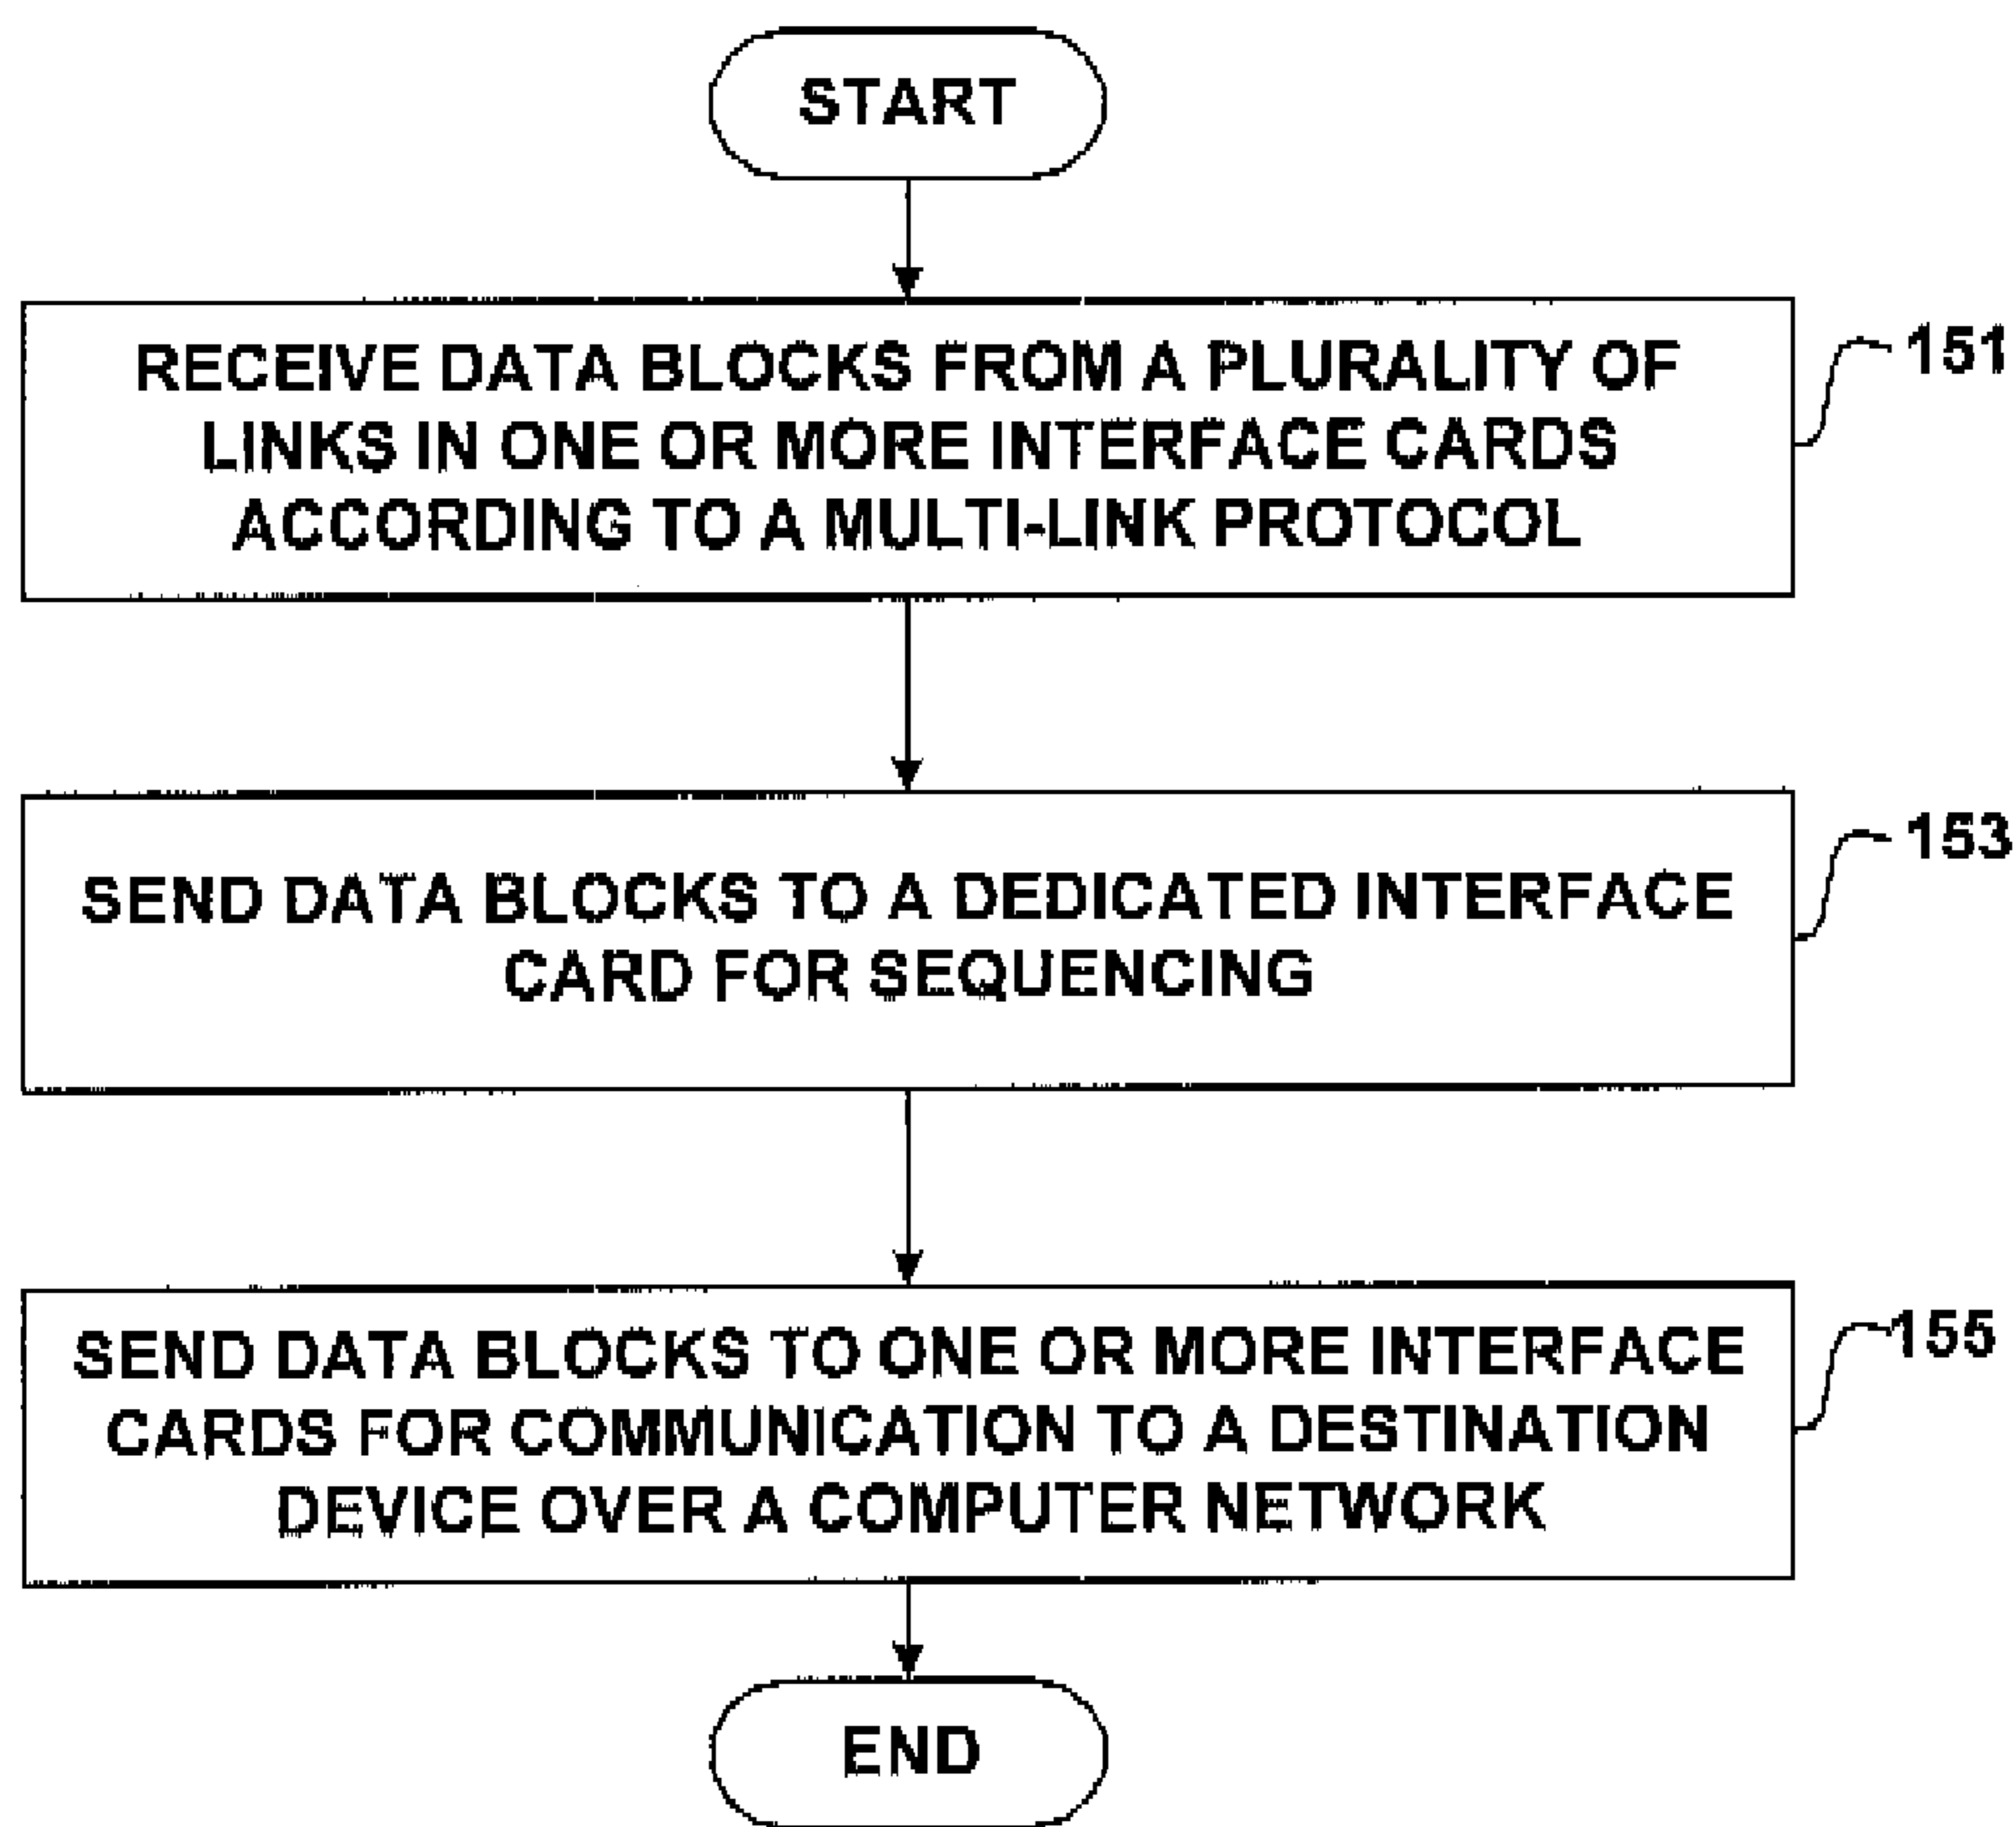 START
RECEIVE DATA BLOCKS FROM A PLURALITY OF
LINKS IN ONE OR MORE INTERFACE CARDS
ACCORDING TO A MULTI-LINK PROTOCOL
151
SEND DATA BLOCKS TO A DEDICATED INTERFACE
CARD FOR SEQUENCING
153
SEND DATA BLOCKS TO ONE OR MORE INTERFACE
CARDS FOR COMMUNICATION TO A DESTINATION
DEVICE OVER A COMPUTER NETWORK
155
END